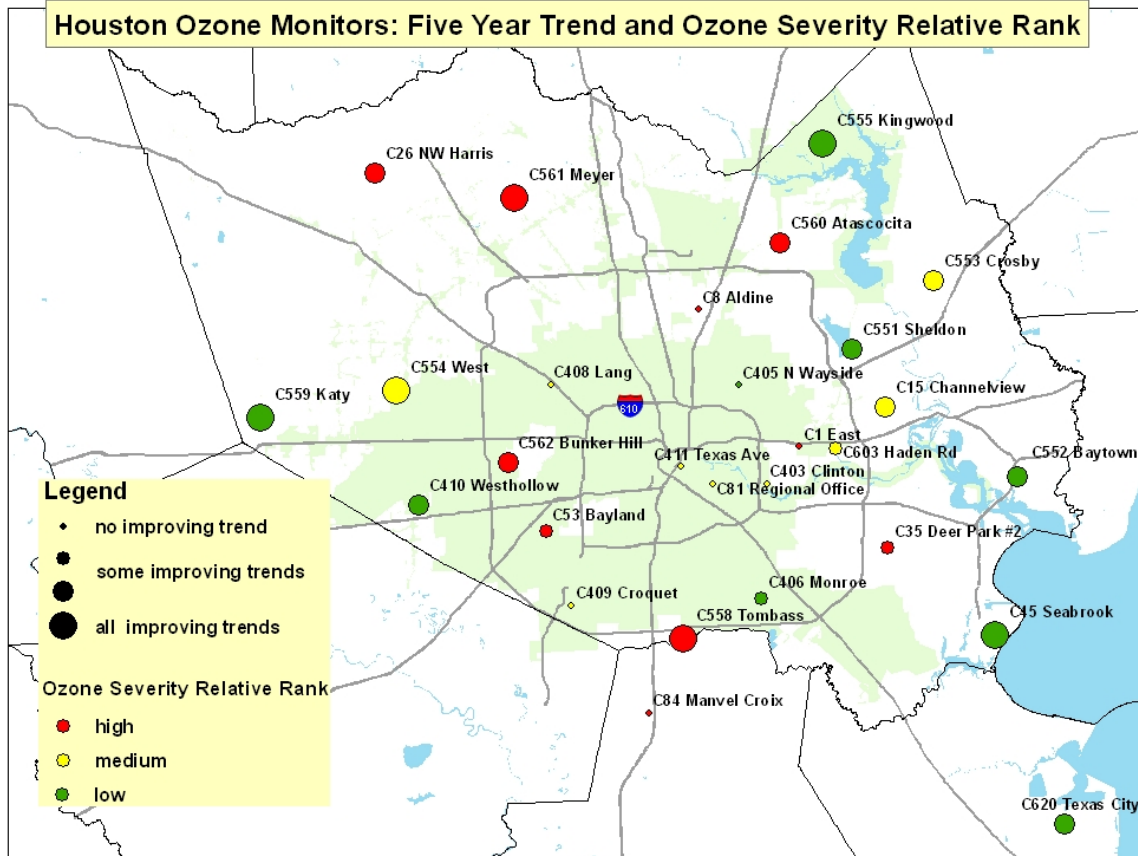 Houston Ozone Monitors: Five Year Trend and Ozone Severity Relative Rank
C555 Kingwood
C26 NW Harris
C561 Meyer
C560 Atascocita
C553 Crosby
C8 Aldine
C551 Sheldon
C554 West
C408 Lang
C405 N Wayside
C15 Channelview
C559 Katy
610
C1 East
C562 Bunker Hill
C411 Texas Ave
C603 Haden Rd
C552 Baytown
C403 Clinton
C410 Westhollow
C81 Regional Office
C53 Bayland
C35 Deer Park #2
C406 Monroe
C409 Croquet
C558 Tombass
C45 Seabrook
C84 Manvel Croix
C620 Texas City
Legend
no improving trend
some improving trends
all improving trends
Ozone Severity Relative Rank
high
medium
low